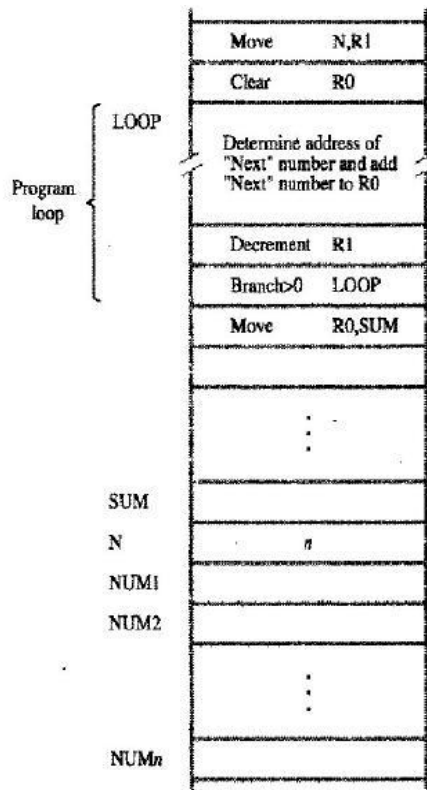 Move N,R1
Clear R0
LOOP
Determine address of
"Next" number and add
"Next" number to R0
Program
loop
Decrement R1
Branch>0 LOOP
Move R0,SUM
SUM
N n
NUM1
NUM2
NUMn